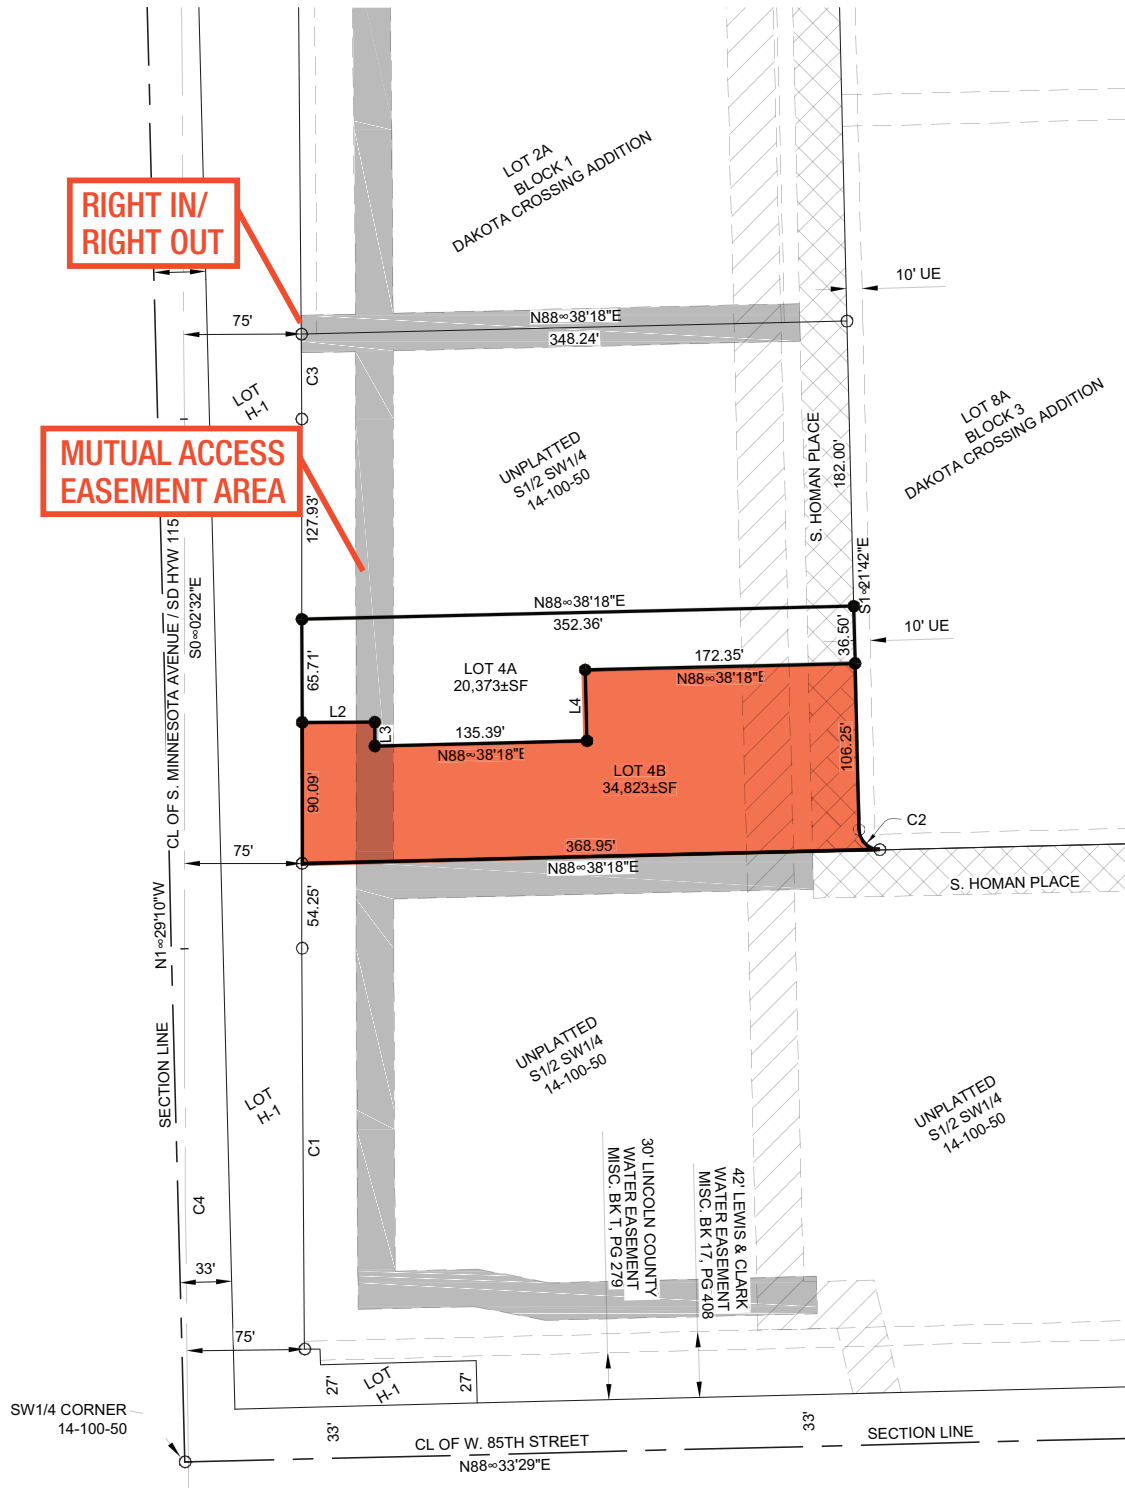 LOT 2A
BLOCK 1
DAKOTA CROSSING ADDITION
RIGHT IN/
RIGHT OUT
10' UE
75'
N88∞38'18"E
348.24'
C3
LOT
H-1
LOT 8A
BLOCK 3
DAKOTA CROSSING ADDITION
MUTUAL ACCESS
EASEMENT AREA
UNPLATTED
S1/2 SW1/4
14-100-50
S. HOMAN PLACE
182.00'
127.93'
CL OF S. MINNESOTA AVENUE / SD HYW 115
S0∞02'32"E
N88∞38'18"E
352.36'
S1∞21'42"E
36.50'
10' UE
65.71'
LOT 4A
20,373±SF
172.35'
N88∞38'18"E
L2
L3
L4
135.39'
N88∞38'18"E
LOT 4B
34,823±SF
106.25'
90.09'
C2
368.95'
N88∞38'18"E
75'
S. HOMAN PLACE
54.25'
N1∞29'10"W
SECTION LINE
UNPLATTED
S1/2 SW1/4
14-100-50
UNPLATTED
S1/2 SW1/4
14-100-50
LOT
H-1
C1
C4
30' LINCOLN COUNTY
WATER EASEMENT
MISC. BK T, PG 279
42' LEWIS & CLARK
WATER EASEMENT
MISC. BK 17, PG 408
33'
75'
27'
LOT
H-1
27'
SW1/4 CORNER
14-100-50
33'
33'
CL OF W. 85TH STREET
SECTION LINE
N88∞33'29"E